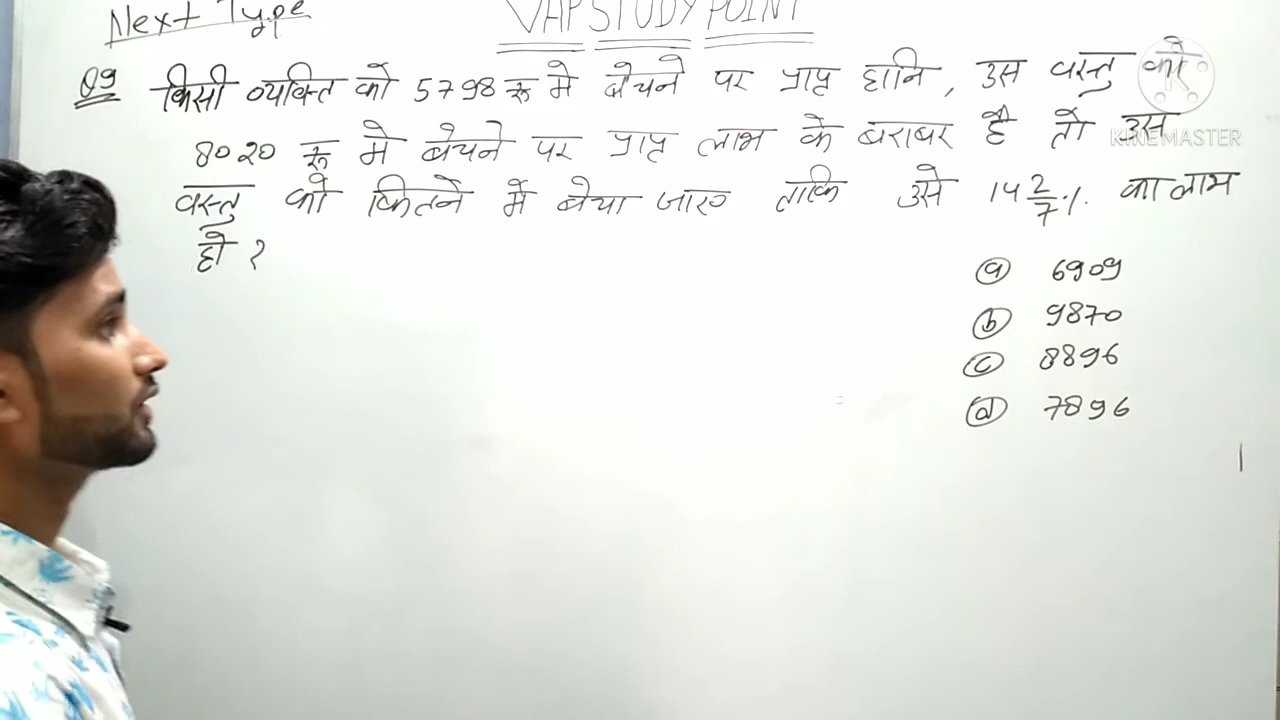 Next Type
VAP STUDY POINT
Q9 किसी व्यक्ति को 5798 रू मे बेचने पर प्राप्त हानि, उस वस्तु को
8020 रू मे बेचने पर प्राप्त लाभ के बराबर है तो उस
वस्तु को कितने में बेचा जाए ताकि उसे 14 2/7 %. का लाभ
हो ?
(a) 6909
(b) 9870
(c) 8896
(d) 7896
KINEMASTER